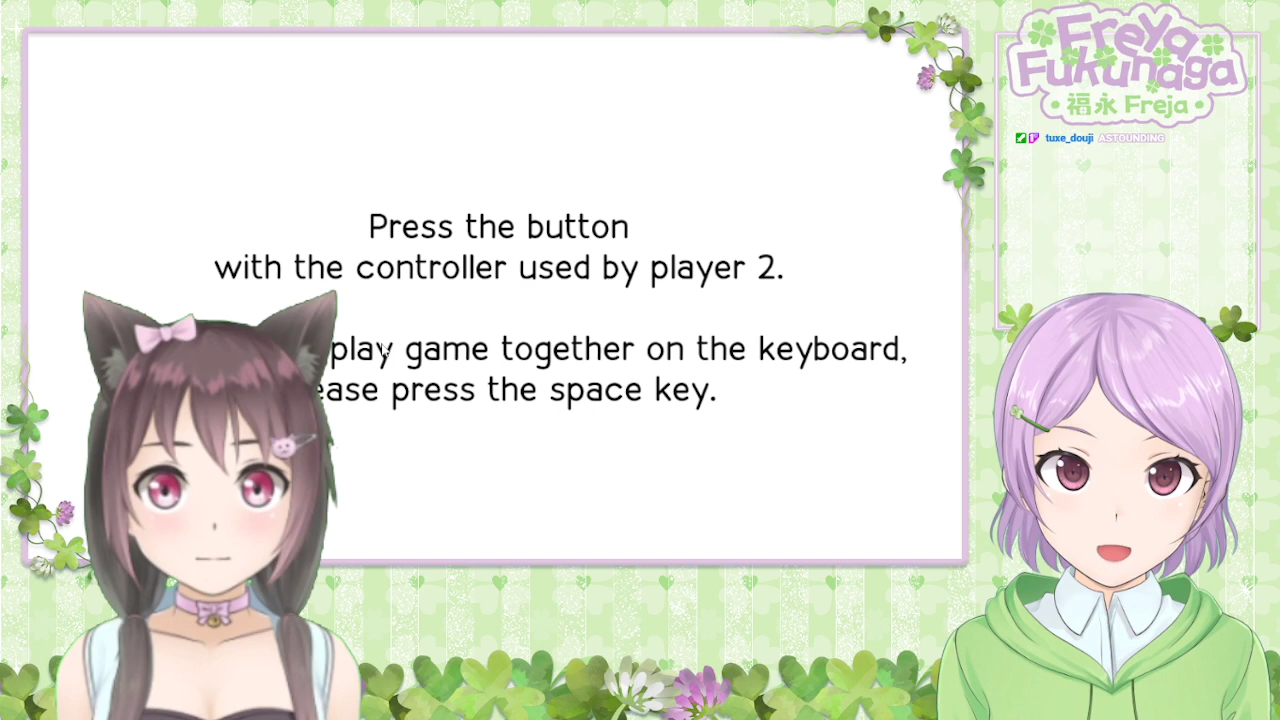 Freya
Fukunaga
福永 Freja
tuxe_douji ASTOUNDING
Press the button
with the controller used by player 2.
play game together on the keyboard,
press the space key.